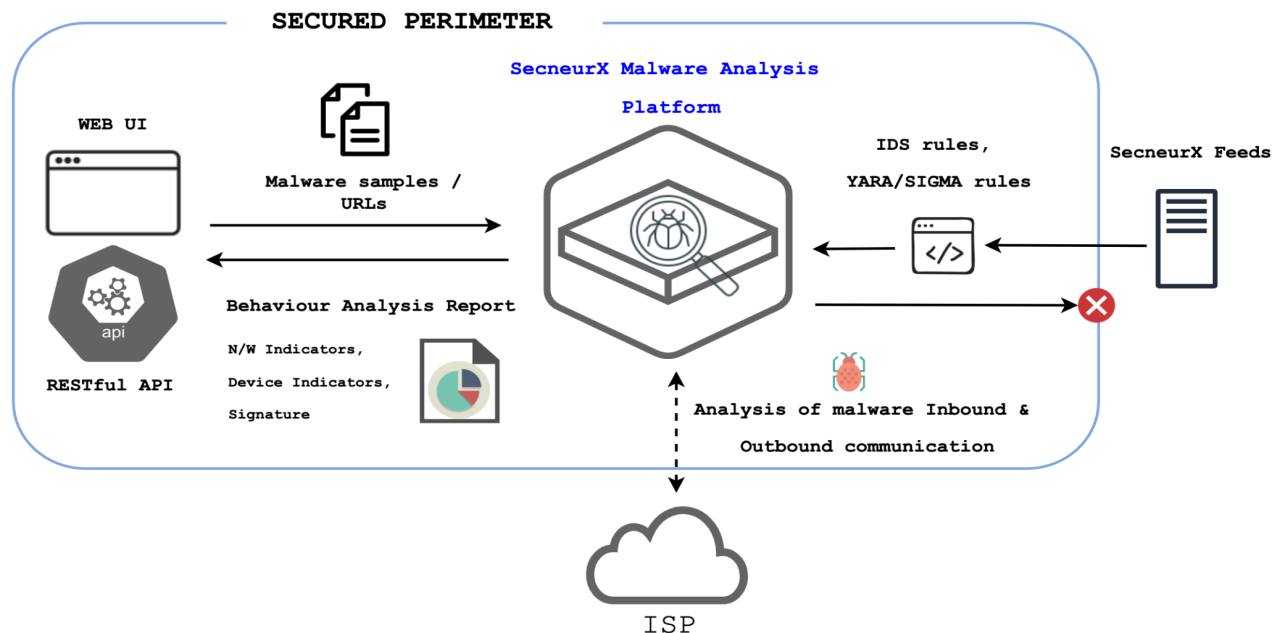 SECURED PERIMETER
SecneurX Malware Analysis
Platform
WEB UI
Malware samples /
URLs
IDS rules,
YARA/SIGMA rules
SecneurX Feeds
</>
api
RESTful API
Behaviour Analysis Report
N/W Indicators,
Device Indicators,
Signature
Analysis of malware Inbound &
Outbound communication
ISP